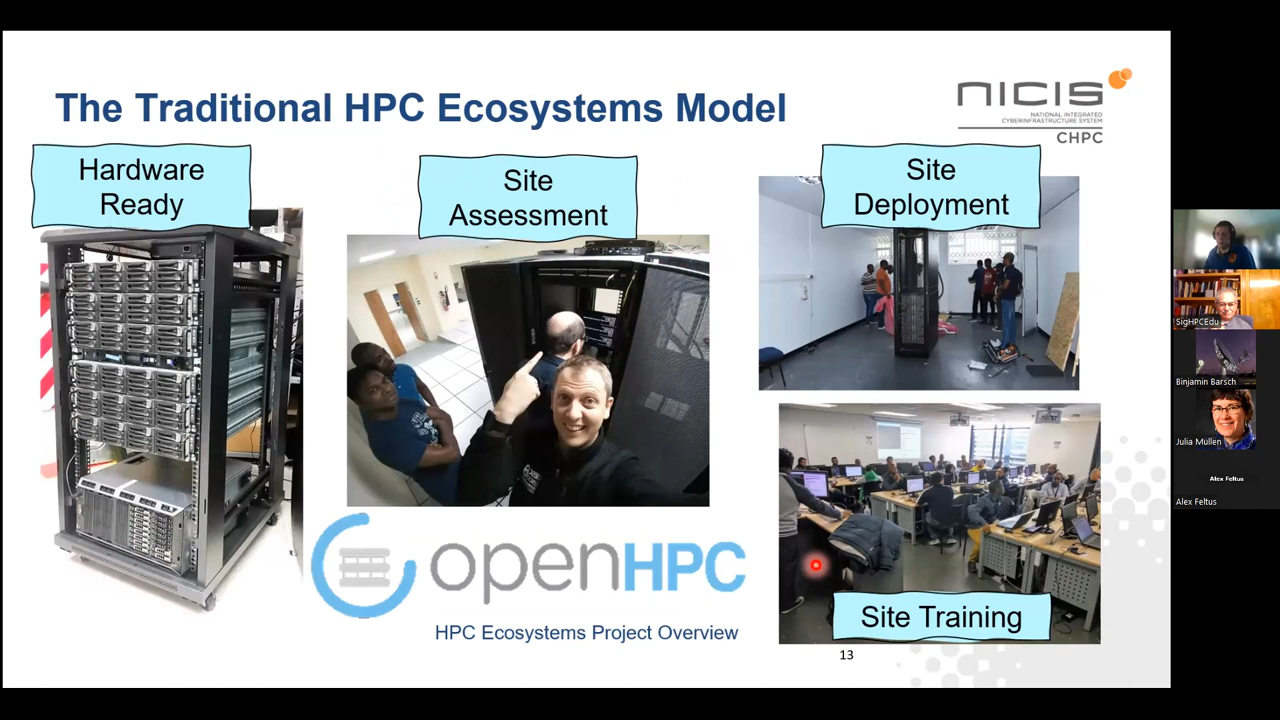 The Traditional HPC Ecosystems Model
NICIS
NATIONAL INTEGRATED
CYBERINFRASTRUCTURE SYSTEM
CHPC
Hardware
Ready
Site
Assessment
Site
Deployment
openHPC
Site Training
HPC Ecosystems Project Overview
13
SigHPCEdu
Binjamin Barsch
Julia Mullen
Alex Feltus
Alex Feltus